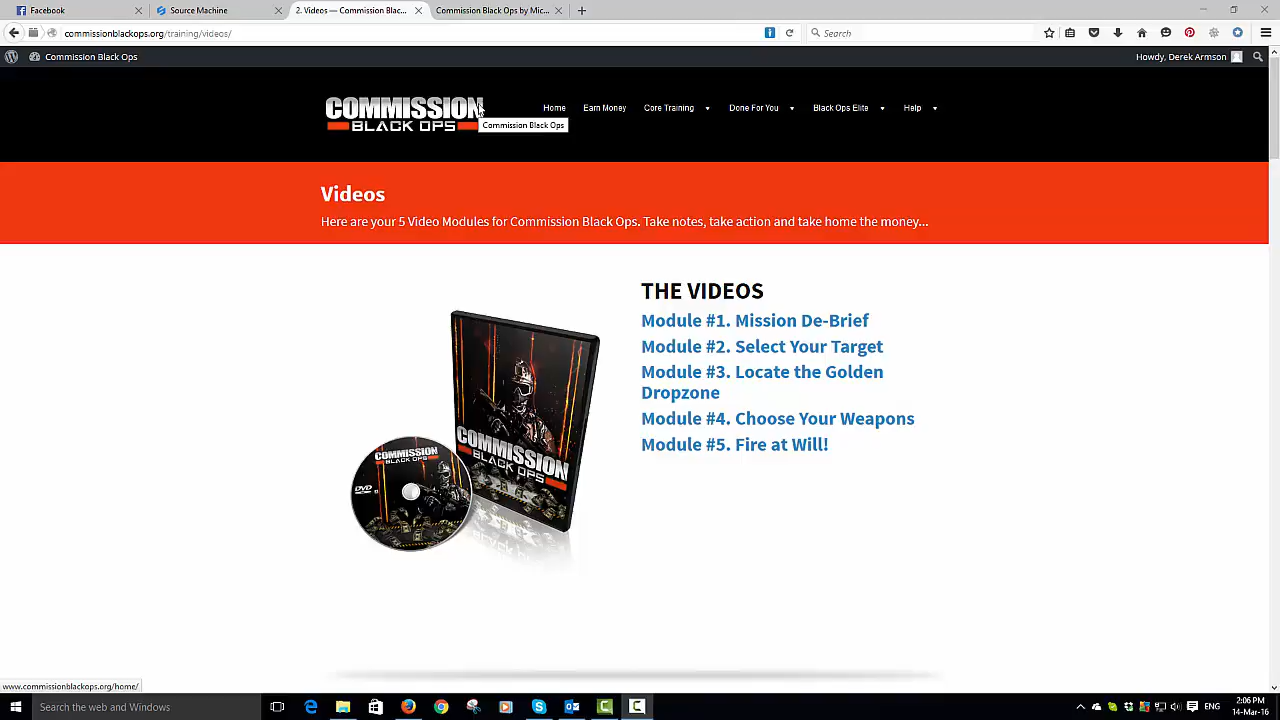 Facebook
Source Machine
2. Videos — Commission Blac...
Commission Black Ops by Mic...
commissionblackops.org/training/videos/
Search
Commission Black Ops
Howdy, Derek Armson
COMMISSION
BLACK OPS
Home
Earn Money
Core Training
Done For You
Black Ops Elite
Help
Commission Black Ops
Videos
Here are your 5 Video Modules for Commission Black Ops. Take notes, take action and take home the money...
THE VIDEOS
Module #1. Mission De-Brief
Module #2. Select Your Target
Module #3. Locate the Golden
Dropzone
Module #4. Choose Your Weapons
Module #5. Fire at Will!
COMMISSION
BLACK OPS
COMMISSION
BLACK OPS
DVD
www.commissionblackops.org/home/
Search the web and Windows
ENG
2:06 PM
14-Mar-16